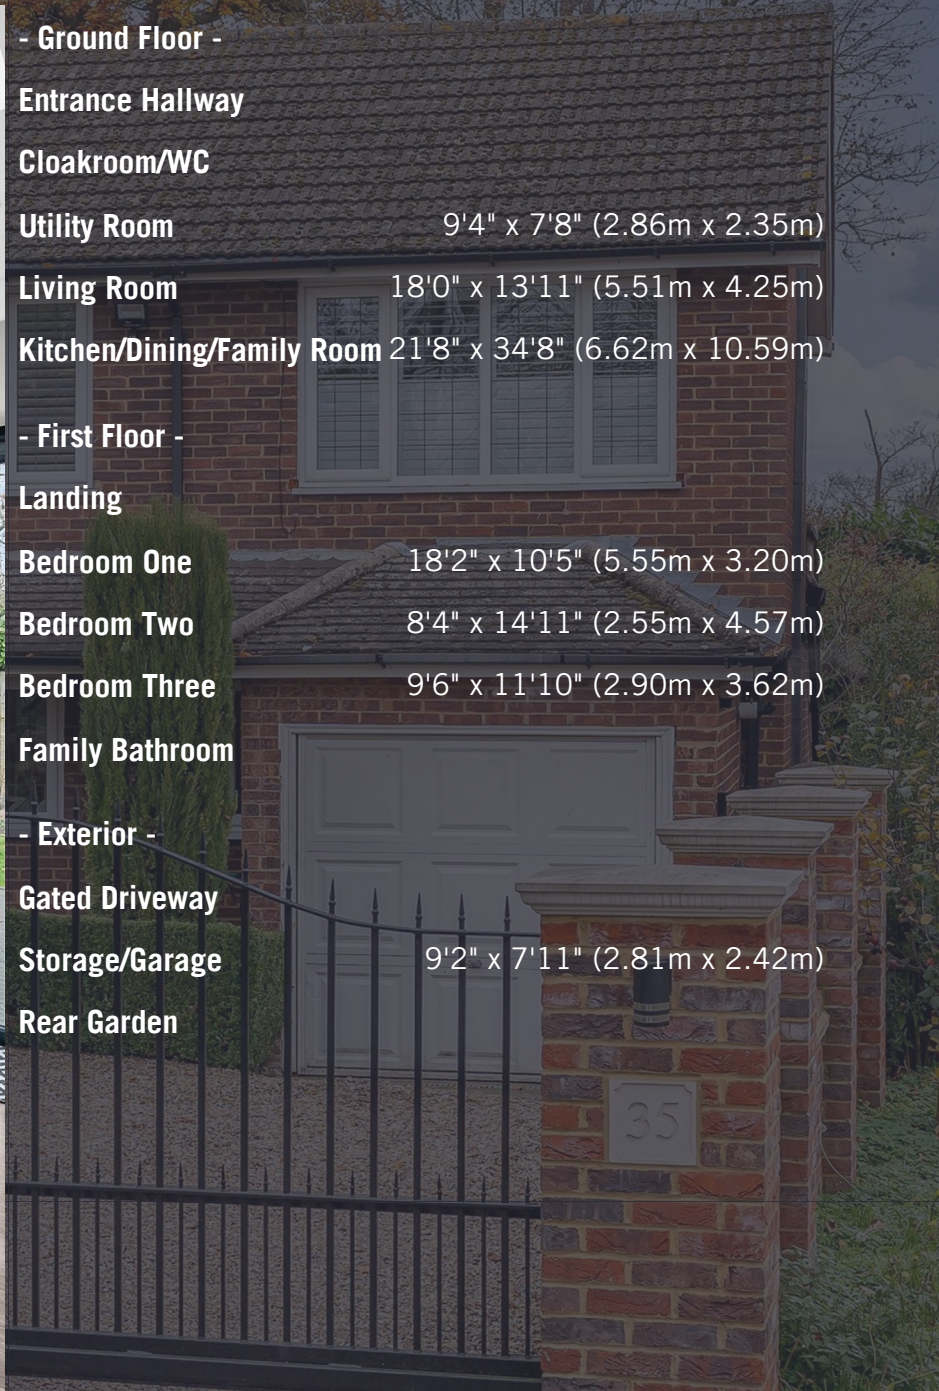 - Ground Floor -
Entrance Hallway
Cloakroom/WC
Utility Room 9'4" x 7'8" (2.86m x 2.35m)
Living Room 18'0" x 13'11" (5.51m x 4.25m)
Kitchen/Dining/Family Room 21'8" x 34'8" (6.62m x 10.59m)
- First Floor -
Landing
Bedroom One 18'2" x 10'5" (5.55m x 3.20m)
Bedroom Two 8'4" x 14'11" (2.55m x 4.57m)
Bedroom Three 9'6" x 11'10" (2.90m x 3.62m)
Family Bathroom
- Exterior -
Gated Driveway
Storage/Garage 9'2" x 7'11" (2.81m x 2.42m)
Rear Garden
35